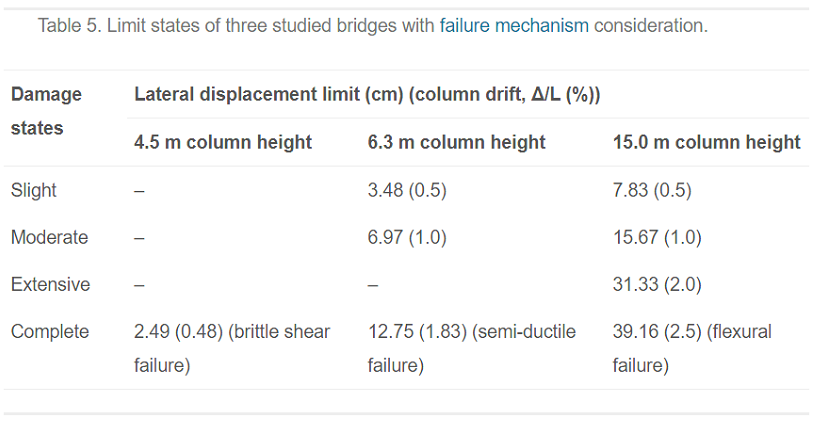 Table 5. Limit states of three studied bridges with failure mechanism consideration.
Damage states
Lateral displacement limit (cm) (column drift, Δ/L (%))
4.5 m column height 6.3 m column height 15.0 m column height
Slight – 3.48 (0.5) 7.83 (0.5)
Moderate – 6.97 (1.0) 15.67 (1.0)
Extensive – – 31.33 (2.0)
Complete 2.49 (0.48) (brittle shear 12.75 (1.83) (semi-ductile 39.16 (2.5) (flexural
failure) failure) failure)